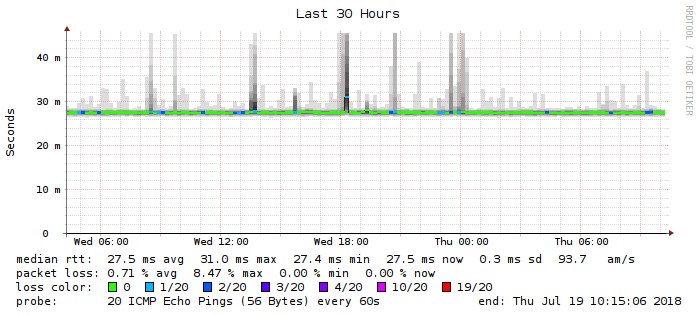 Last 30 Hours
RRDTOOL / TOBI OETIKER
Seconds
40 m
30 m
20 m
10 m
0
Wed 06:00 Wed 12:00 Wed 18:00 Thu 00:00 Thu 06:00
median rtt: 27.5 ms avg 31.0 ms max 27.4 ms min 27.5 ms now 0.3 ms sd 93.7 am/s
packet loss: 0.71 % avg 8.47 % max 0.00 % min 0.00 % now
loss color: 0 1/20 2/20 3/20 4/20 10/20 19/20
probe: 20 ICMP Echo Pings (56 Bytes) every 60s end: Thu Jul 19 10:15:06 2018